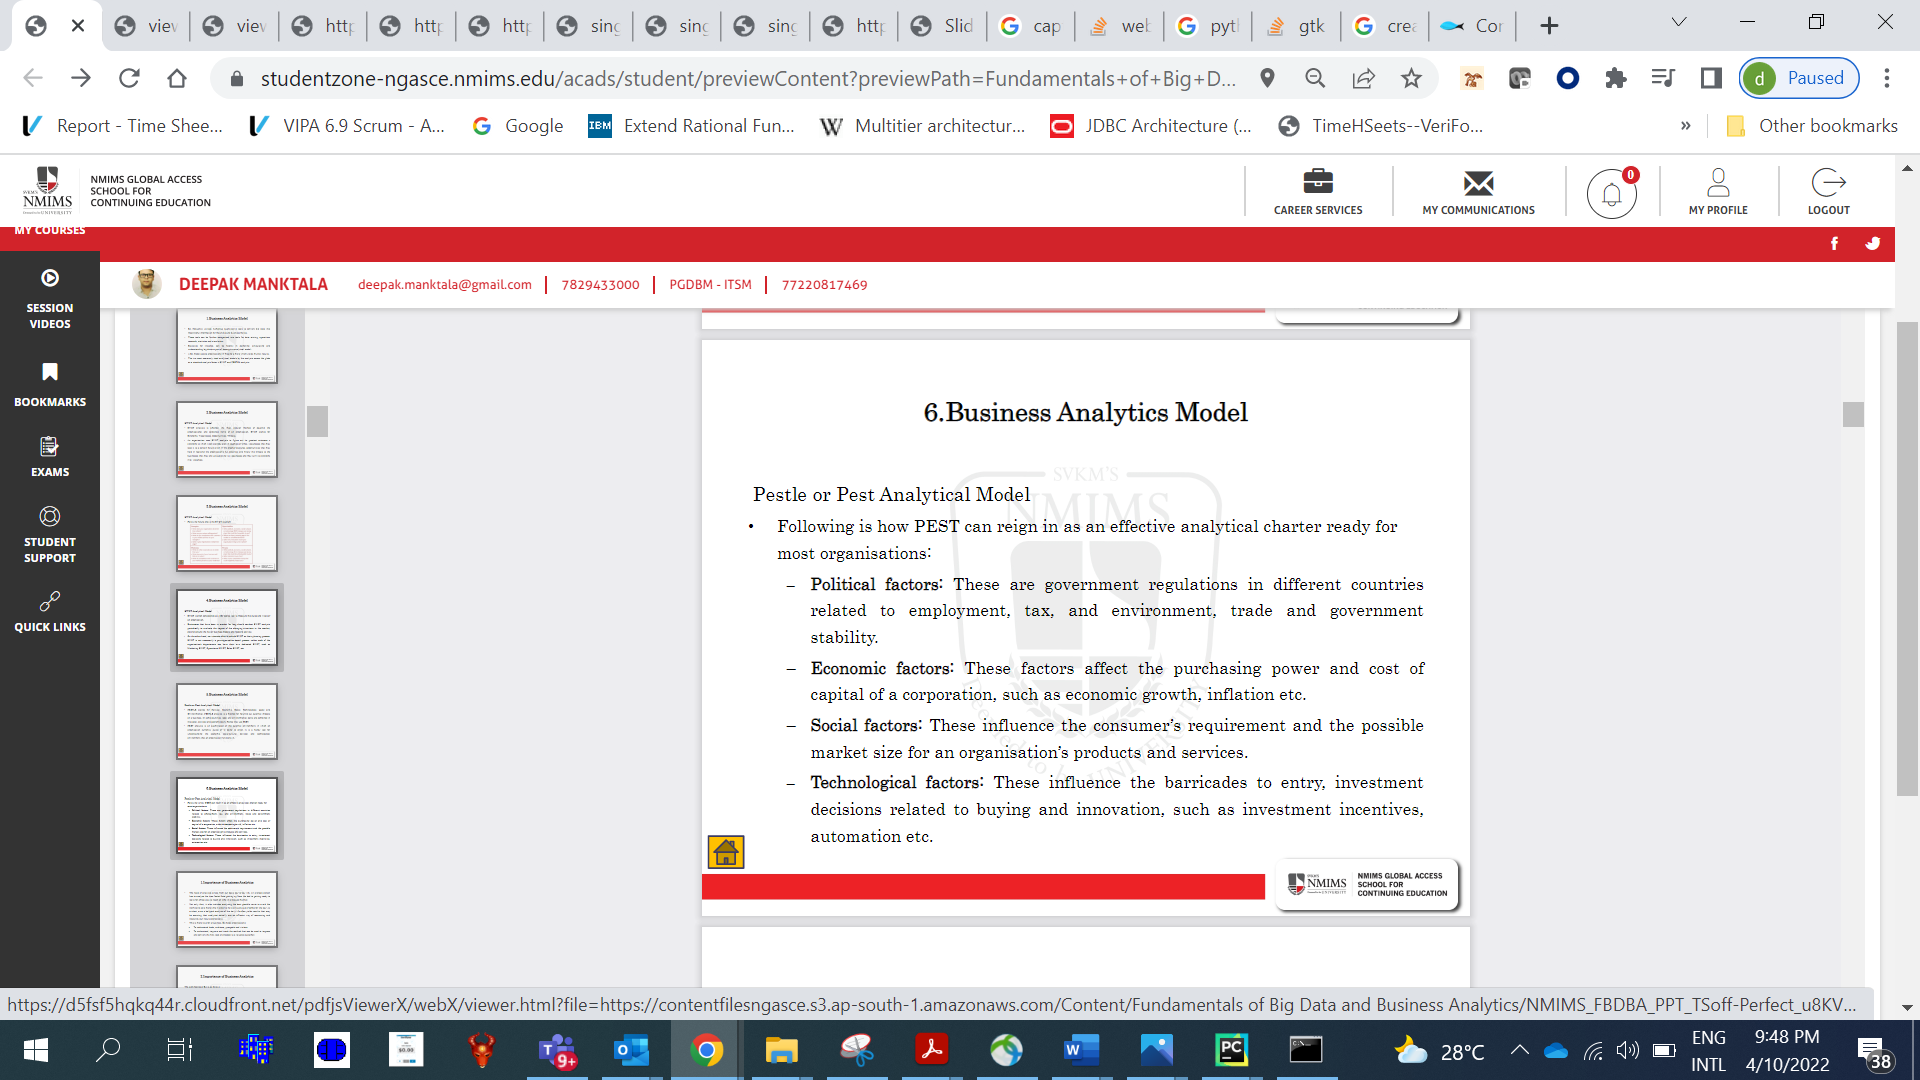 view
view
http
http
http
sing
sing
sing
http
Slid
cap
web
pyth
gtk
crea
Cor
studentzone-ngasce.nmims.edu/acads/student/previewContent?previewPath=Fundamentals+of+Big+D...
d
Paused
Report - Time Shee...
VIPA 6.9 Scrum - A...
Google
IBM
Extend Rational Fun...
W
Multitier architectur...
JDBC Architecture (...
TimeHSeets--VeriFo...
»
Other bookmarks
SVKM'S
NMIMS
NMIMS GLOBAL ACCESS
SCHOOL FOR
CONTINUING EDUCATION
CAREER SERVICES
MY COMMUNICATIONS
0
MY PROFILE
LOGOUT
MY COURSES
DEEPAK MANKTALA
deepak.manktala@gmail.com
7829433000
PGDBM - ITSM
77220817469
SESSION
VIDEOS
BOOKMARKS
EXAMS
STUDENT
SUPPORT
QUICK LINKS
6.Business Analytics Model
SVKM'S
NMIMS
Pestle or Pest Analytical Model
• Following is how PEST can reign in as an effective analytical charter ready for
most organisations:
– Political factors: These are government regulations in different countries
related to employment, tax, and environment, trade and government
stability.
– Economic factors: These factors affect the purchasing power and cost of
capital of a corporation, such as economic growth, inflation etc.
– Social factors: These influence the consumer's requirement and the possible
market size for an organisation's products and services.
– Technological factors: These influence the barricades to entry, investment
decisions related to buying and innovation, such as investment incentives,
automation etc.
NMIMS
NMIMS GLOBAL ACCESS
SCHOOL FOR
CONTINUING EDUCATION
https://d5fsf5hqkq44r.cloudfront.net/pdfjsViewerX/webX/viewer.html?file=https://contentfilesngasce.s3.ap-south-1.amazonaws.com/Content/Fundamentals of Big Data and Business Analytics/NMIMS_FBDBA_PPT_TSoff-Perfect_u8KV...
9+
28°C
ENG
INTL
9:48 PM
4/10/2022
38